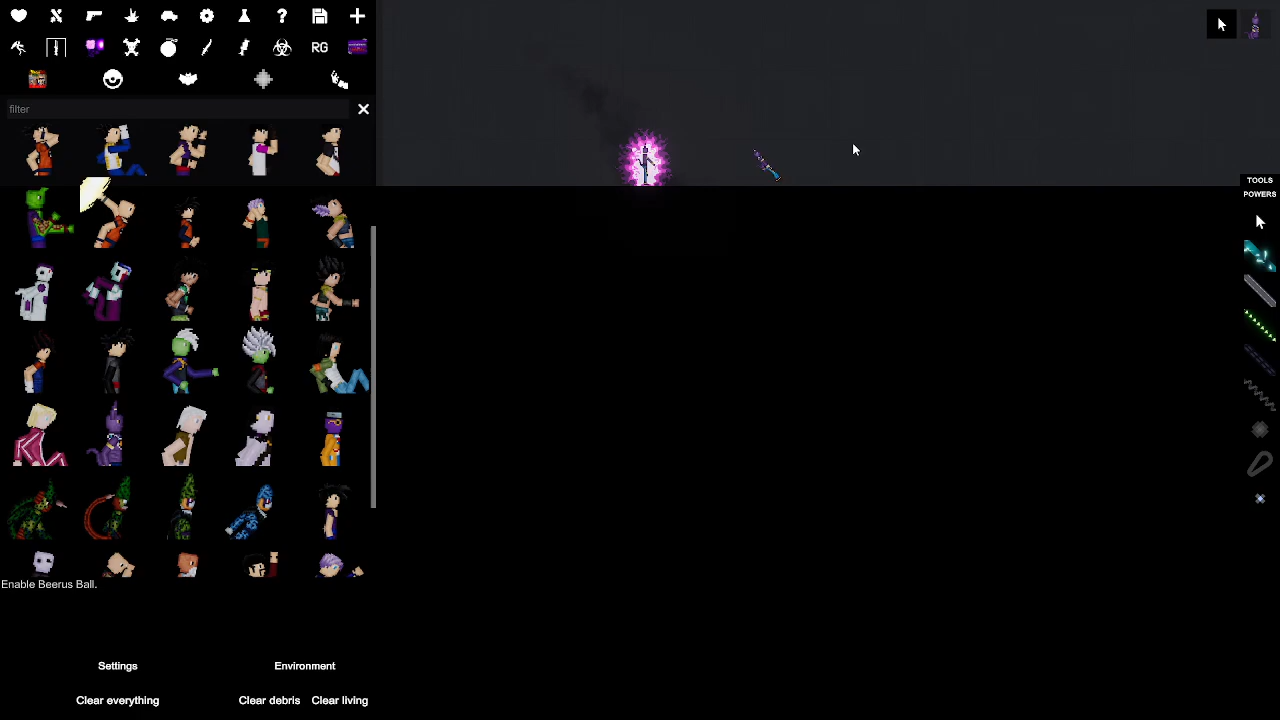 RG
filter
TOOLS
POWERS
Enable Beerus Ball.
Settings
Environment
Clear everything
Clear debris
Clear living